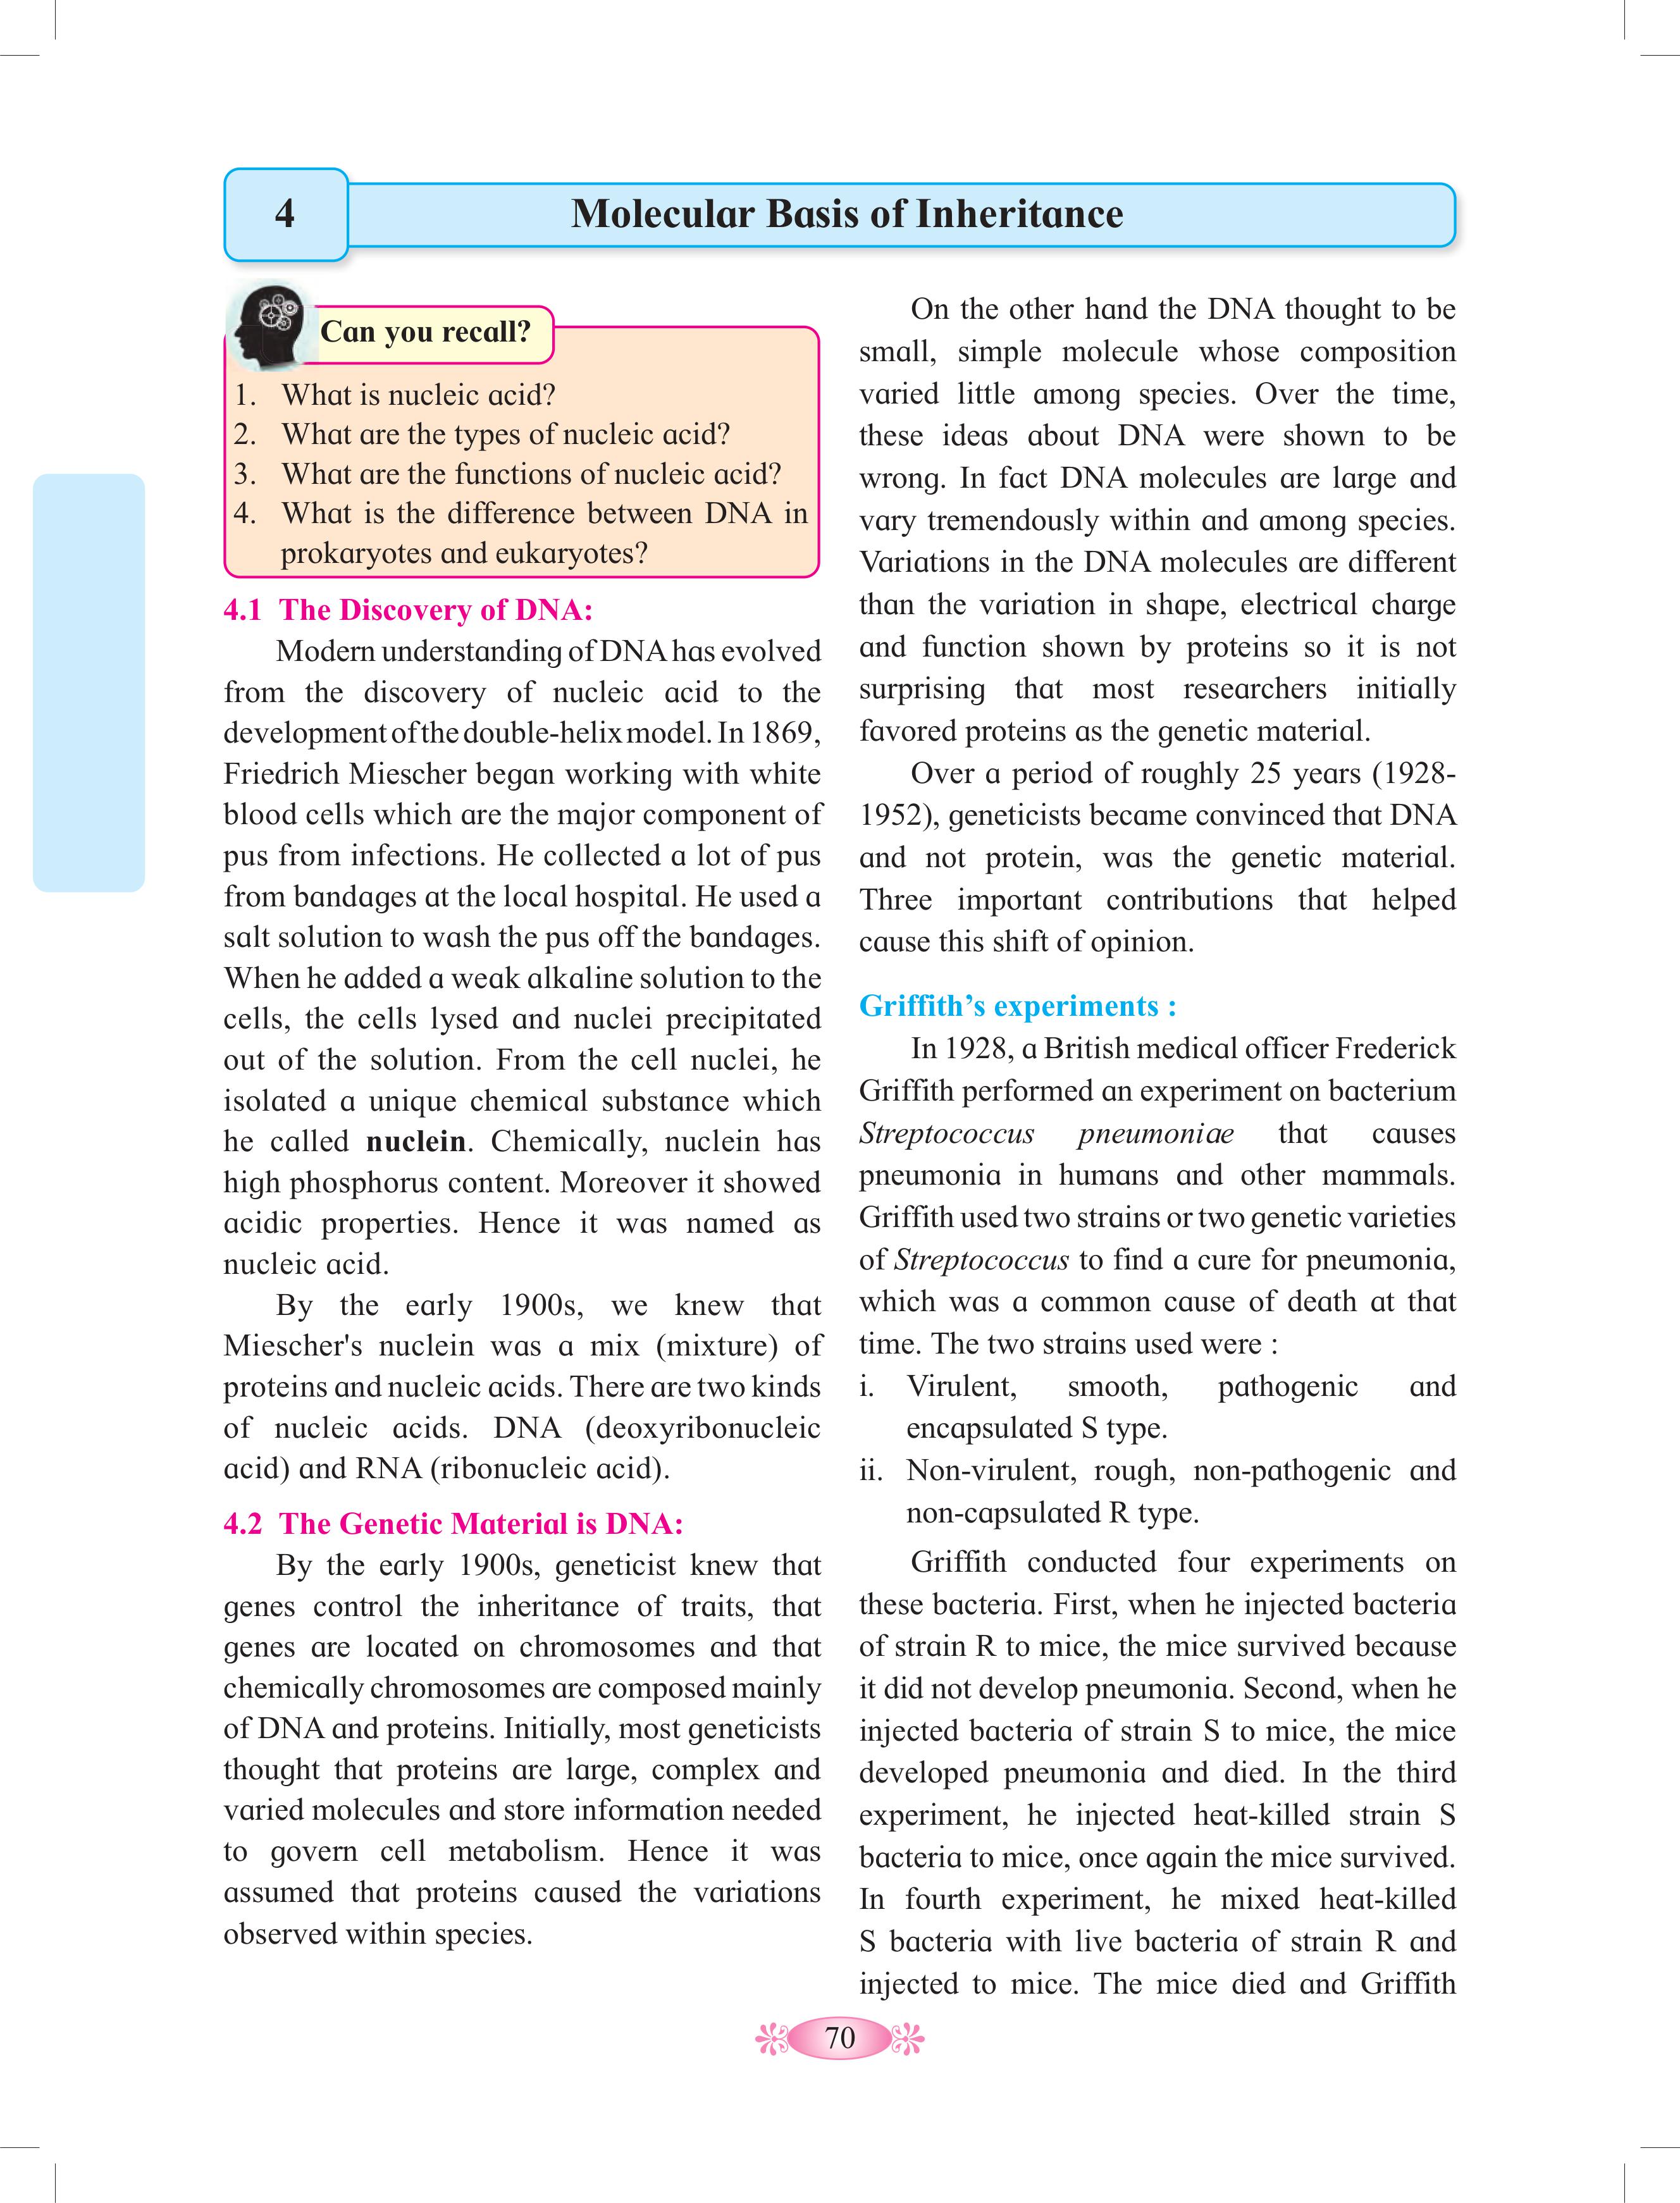 4
Molecular Basis of Inheritance
Can you recall?
1. What is nucleic acid?
2. What are the types of nucleic acid?
3. What are the functions of nucleic acid?
4. What is the difference between DNA in
prokaryotes and eukaryotes?
4.1 The Discovery of DNA:
Modern understanding of DNA has evolved
from the discovery of nucleic acid to the
development of the double-helix model. In 1869,
Friedrich Miescher began working with white
blood cells which are the major component of
pus from infections. He collected a lot of pus
from bandages at the local hospital. He used a
salt solution to wash the pus off the bandages.
When he added a weak alkaline solution to the
cells, the cells lysed and nuclei precipitated
out of the solution. From the cell nuclei, he
isolated a unique chemical substance which
he called nuclein. Chemically, nuclein has
high phosphorus content. Moreover it showed
acidic properties. Hence it was named as
nucleic acid.
By the early 1900s, we knew that
Miescher's nuclein was a mix (mixture) of
proteins and nucleic acids. There are two kinds
of nucleic acids. DNA (deoxyribonucleic
acid) and RNA (ribonucleic acid).
4.2 The Genetic Material is DNA:
By the early 1900s, geneticist knew that
genes control the inheritance of traits, that
genes are located on chromosomes and that
chemically chromosomes are composed mainly
of DNA and proteins. Initially, most geneticists
thought that proteins are large, complex and
varied molecules and store information needed
to govern cell metabolism. Hence it was
assumed that proteins caused the variations
observed within species.
On the other hand the DNA thought to be
small, simple molecule whose composition
varied little among species. Over the time,
these ideas about DNA were shown to be
wrong. In fact DNA molecules are large and
vary tremendously within and among species.
Variations in the DNA molecules are different
than the variation in shape, electrical charge
and function shown by proteins so it is not
surprising that most researchers initially
favored proteins as the genetic material.
Over a period of roughly 25 years (1928-
1952), geneticists became convinced that DNA
and not protein, was the genetic material.
Three important contributions that helped
cause this shift of opinion.
Griffith’s experiments :
In 1928, a British medical officer Frederick
Griffith performed an experiment on bacterium
Streptococcus pneumoniae that causes
pneumonia in humans and other mammals.
Griffith used two strains or two genetic varieties
of Streptococcus to find a cure for pneumonia,
which was a common cause of death at that
time. The two strains used were :
i. Virulent, smooth, pathogenic and
encapsulated S type.
ii. Non-virulent, rough, non-pathogenic and
non-capsulated R type.
Griffith conducted four experiments on
these bacteria. First, when he injected bacteria
of strain R to mice, the mice survived because
it did not develop pneumonia. Second, when he
injected bacteria of strain S to mice, the mice
developed pneumonia and died. In the third
experiment, he injected heat-killed strain S
bacteria to mice, once again the mice survived.
In fourth experiment, he mixed heat-killed
S bacteria with live bacteria of strain R and
injected to mice. The mice died and Griffith
70